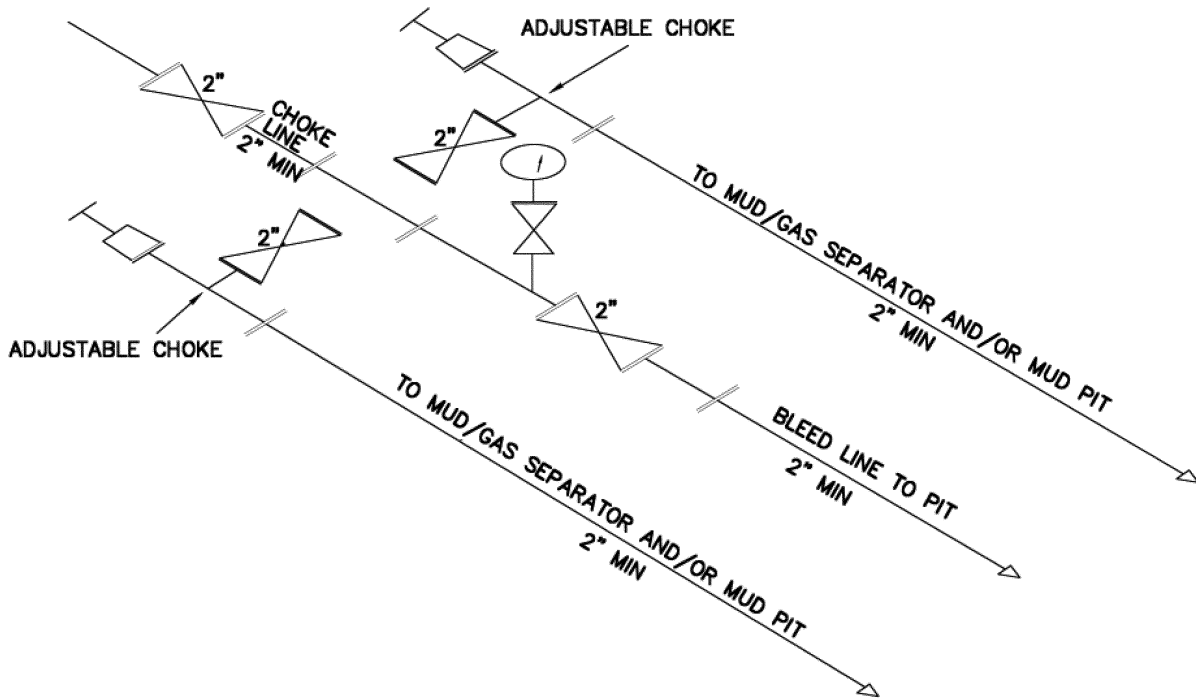 ADJUSTABLE CHOKE
2"
CHOKE
LINE
2" MIN
2"
TO MUD/GAS SEPARATOR AND/OR MUD PIT
2" MIN
2"
ADJUSTABLE CHOKE
2"
BLEED LINE TO PIT
2" MIN
TO MUD/GAS SEPARATOR AND/OR MUD PIT
2" MIN